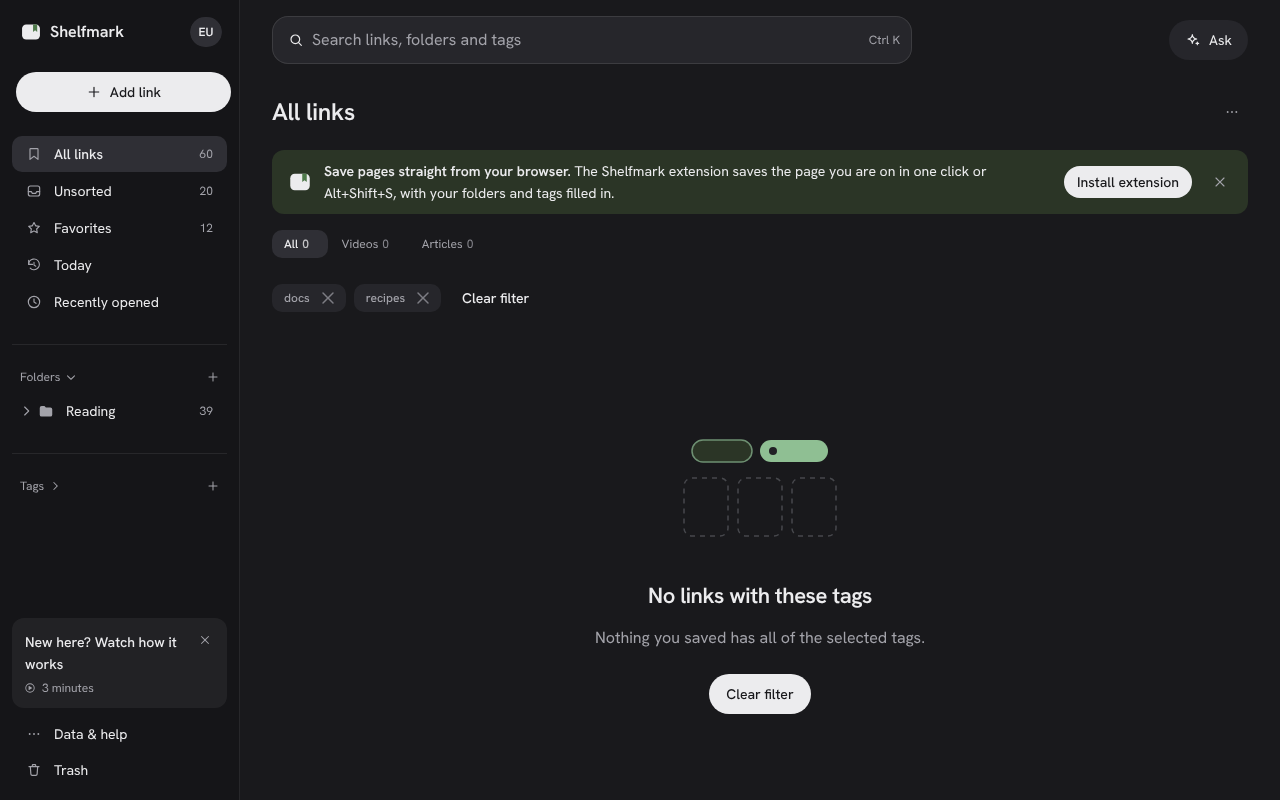 Shelfmark
EU
Add link
All links 60
Unsorted 20
Favorites 12
Today
Recently opened
Folders
Reading 39
Tags
New here? Watch how it
works
3 minutes
Data & help
Trash
Search links, folders and tags Ctrl K
Ask
All links
Save pages straight from your browser. The Shelfmark extension saves the page you are on in one click or
Alt+Shift+S, with your folders and tags filled in.
Install extension
All 0 Videos 0 Articles 0
docs recipes Clear filter
No links with these tags
Nothing you saved has all of the selected tags.
Clear filter